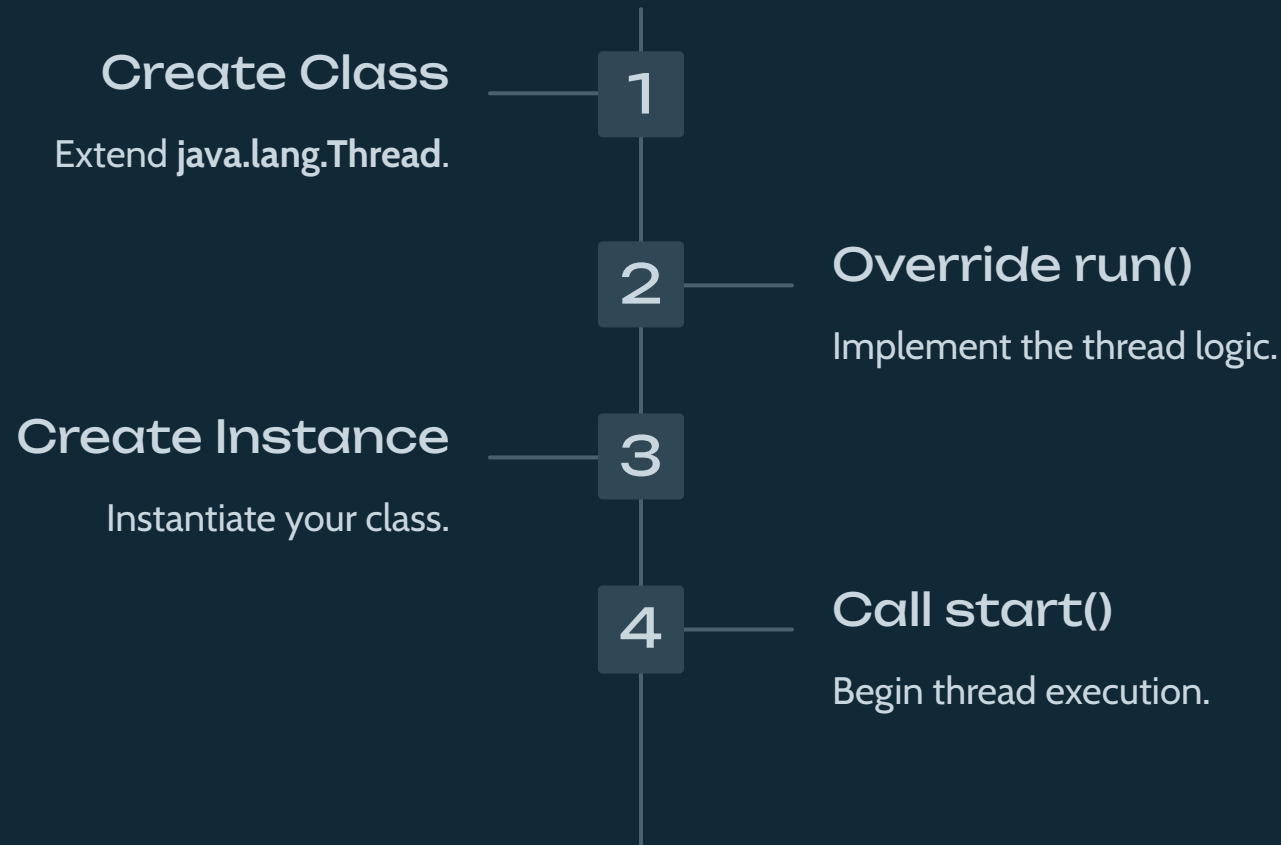 Create Class
1
Extend java.lang.Thread.
2
Override run()
Implement the thread logic.
Create Instance
3
Instantiate your class.
4
Call start()
Begin thread execution.